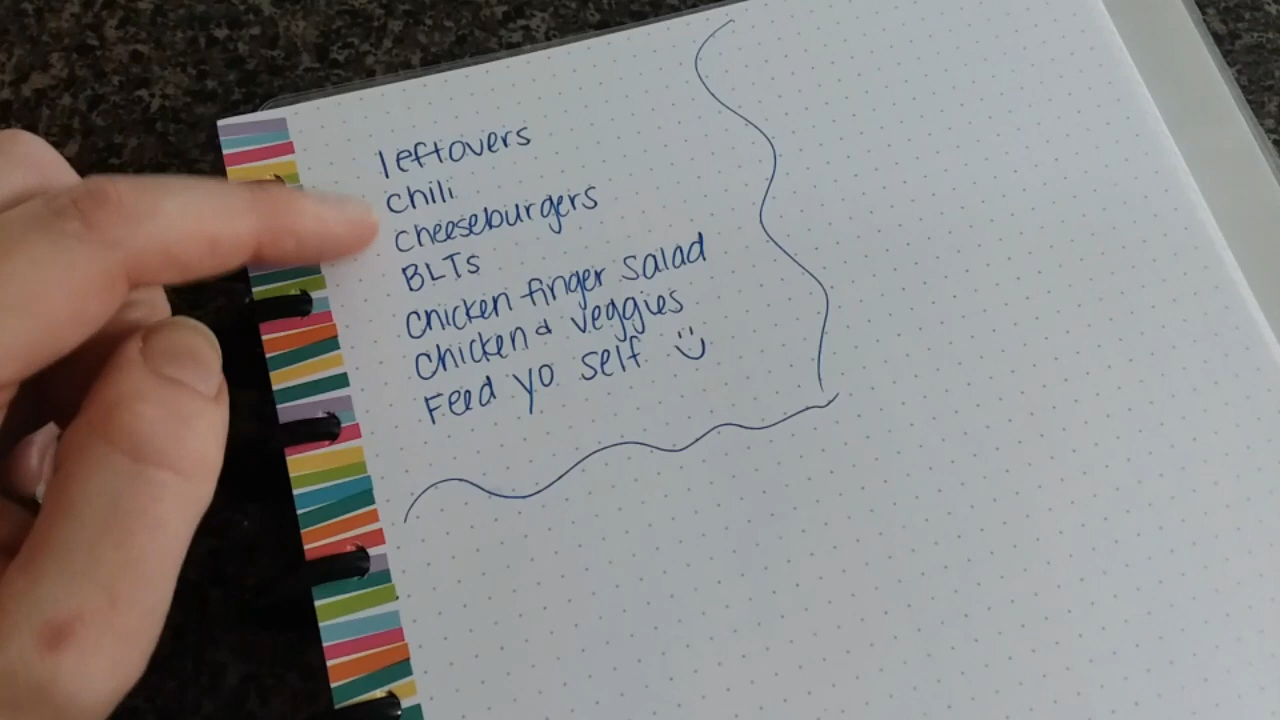 leftovers
chili
cheeseburgers
BLTs
chicken finger salad
chicken & veggies
Feed yo self :)